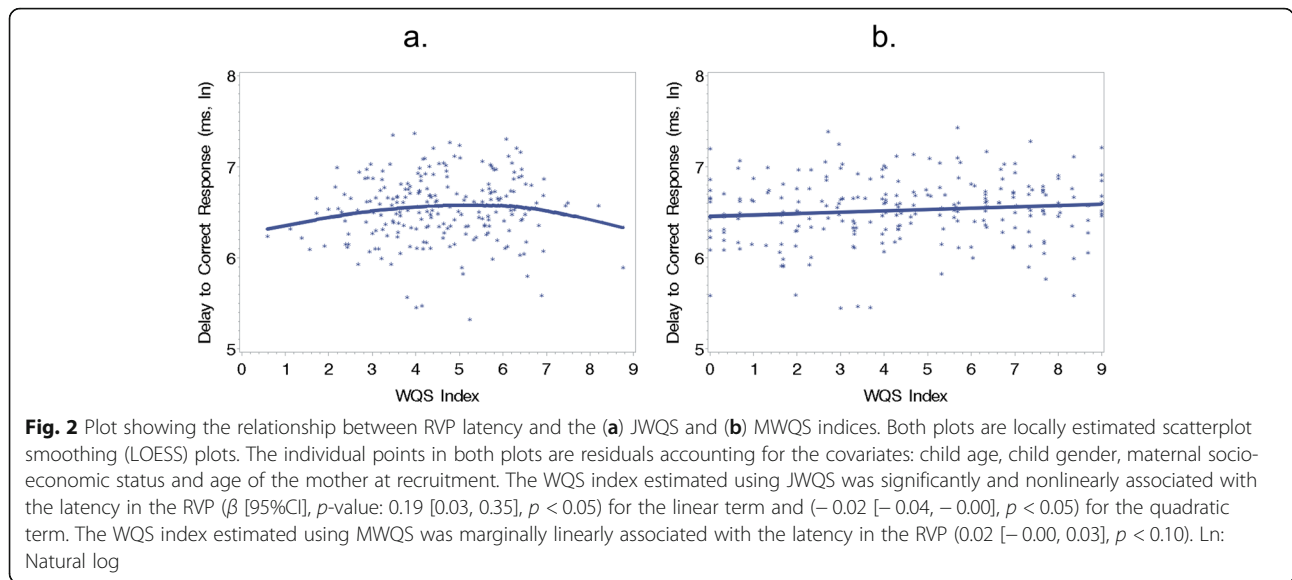 a.
b.
Delay to Correct Response (ms, ln)
8
7
6
5
0 1 2 3 4 5 6 7 8 9
WQS Index
Delay to Correct Response (ms, ln)
8
7
6
5
0 1 2 3 4 5 6 7 8 9
WQS Index
Fig. 2 Plot showing the relationship between RVP latency and the (a) JWQS and (b) MWQS indices. Both plots are locally estimated scatterplot
smoothing (LOESS) plots. The individual points in both plots are residuals accounting for the covariates: child age, child gender, maternal socio-
economic status and age of the mother at recruitment. The WQS index estimated using JWQS was significantly and nonlinearly associated with
the latency in the RVP (β [95%CI], p-value: 0.19 [0.03, 0.35], p < 0.05) for the linear term and (− 0.02 [− 0.04, − 0.00], p < 0.05) for the quadratic
term. The WQS index estimated using MWQS was marginally linearly associated with the latency in the RVP (0.02 [− 0.00, 0.03], p < 0.10). Ln:
Natural log